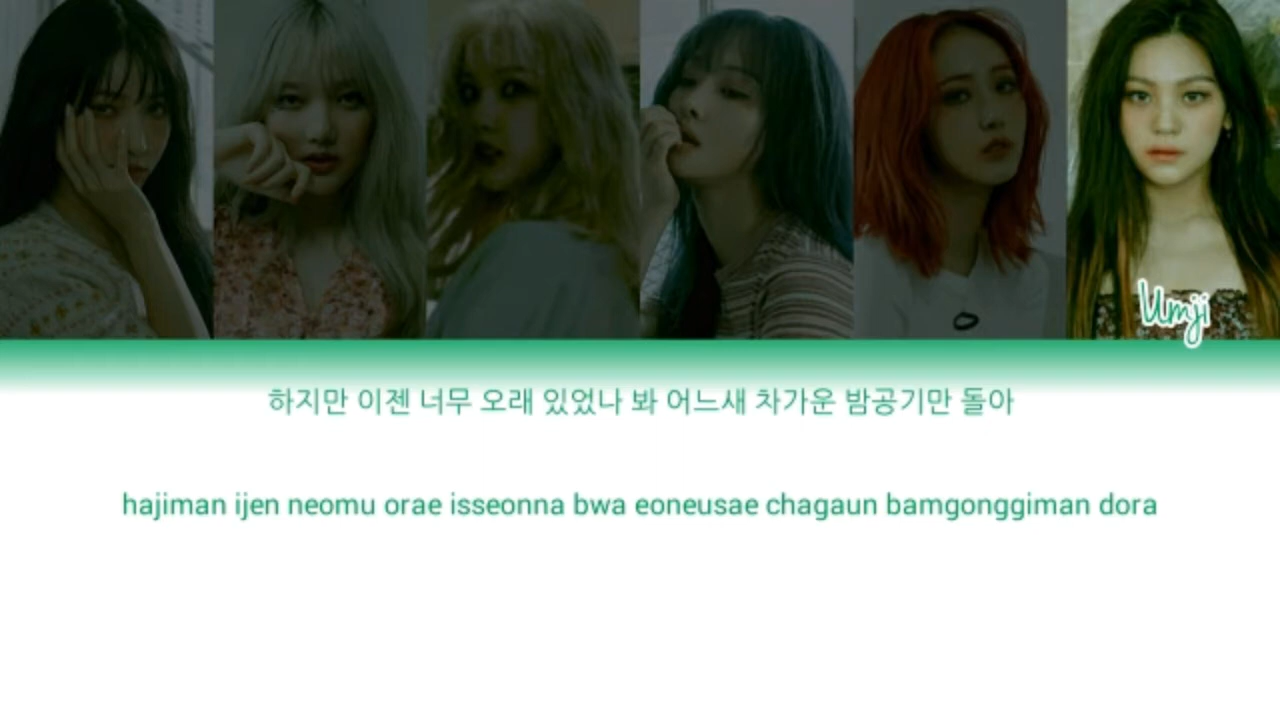 Umji
하지만 이젠 너무 오래 있었나 봐 어느새 차가운 밤공기만 돌아
hajiman ijen neomu orae isseonna bwa eoneusae chagaun bamgonggiman dora